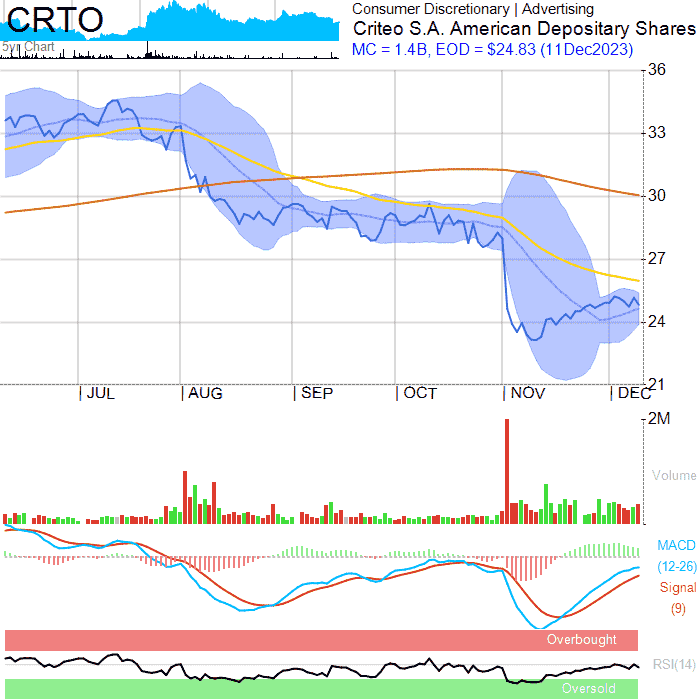 CRTO
Consumer Discretionary | Advertising
Criteo S.A. American Depositary Shares
5yr Chart
MC = 1.4B, EOD = $24.83 (11Dec2023)
36
33
30
27
24
21
JUL AUG SEP OCT NOV DEC
2M
Volume
MACD
(12-26)
Signal
(9)
Overbought
RSI(14)
Oversold